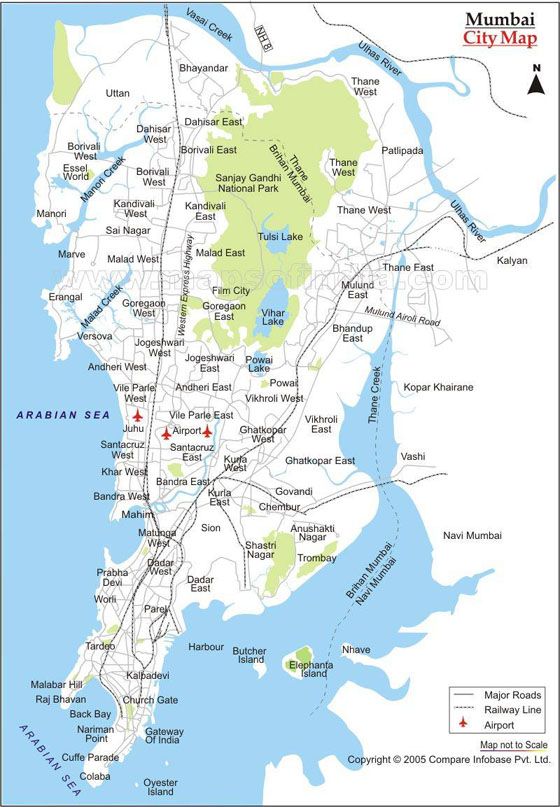 Mumbai
City Map
N
Vasai Creek
NH 8
Ulhas River
Bhayandar
Thane
West
Uttan
Dahisar East
Dahisar
West
Patlipada
Borivali
West
Borivali East
Thane
Brihan Mumbai
Essel
World
Manori Creek
Thane
West
Borivali
West
Sanjay Gandhi
National Park
Manori
Kandivali
West
Kandivali
East
Thane West
Ulhas River
Sai Nagar
Tulsi Lake
Marve
Malad West
Western Express Highway
Malad East
Kalyan
Thane East
www.mapsofindia.com
Erangal
Malad Creek
Film City
Mulund
East
Goregaon
West
Goregaon
East
Vihar
Lake
Mulund Airoli Road
Versova
Bhandup
East
Jogeshwari
West
Jogeshwari
East
Powai
Lake
Andheri West
Andheri East
Powai
Thane Creek
Kopar Khairane
Vile Parle
West
Vikhroli West
ARABIAN SEA
Vile Parle East
Vikhroli
East
Juhu
Airport
Ghatkopar
West
Santacruz
West
Santacruz
East
Ghatkopar East
Vashi
Khar West
Kurla
West
Bandra East
Bandra West
Kurla
East
Govandi
Mahim
Chembur
Matunga
West
Sion
Anushakti
Nagar
Navi Mumbai
Shastri
Nagar
Trombay
Dadar
West
Prabha
Devi
Dadar
East
Brihan Mumbai
Navi Mumbai
Worli
Parel
Tardeo
Harbour
Butcher
Island
Nhave
Elephanta
Island
Kalpadevi
Malabar Hill
Raj Bhavan
Church Gate
Major Roads
Railway Line
Airport
Back Bay
Nariman
Point
Gateway
Of India
Map not to Scale
ARABIAN SEA
Cuffe Parade
Copyright © 2005 Compare Infobase Pvt. Ltd.
Colaba
Oyester
Island